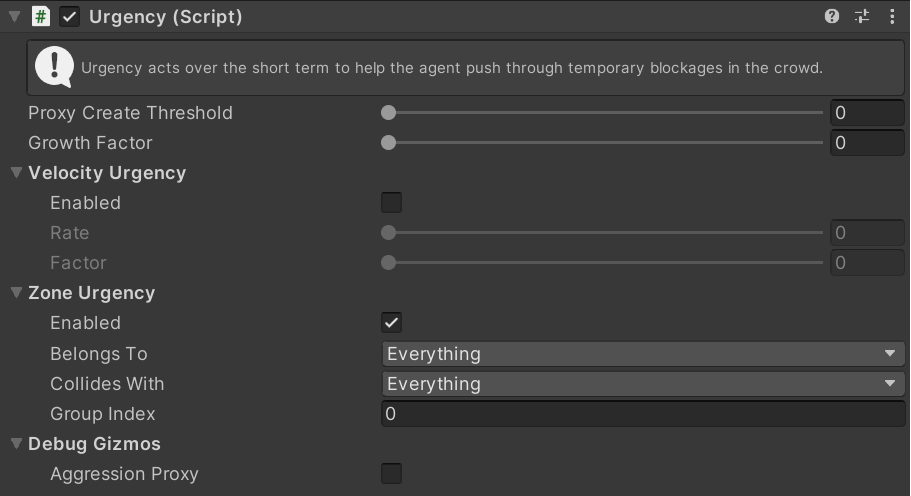 Urgency (Script)
Urgency acts over the short term to help the agent push through temporary blockages in the crowd.
Proxy Create Threshold 0
Growth Factor 0
Velocity Urgency
Enabled
Rate 0
Factor 0
Zone Urgency
Enabled
Belongs To Everything
Collides With Everything
Group Index 0
Debug Gizmos
Aggression Proxy